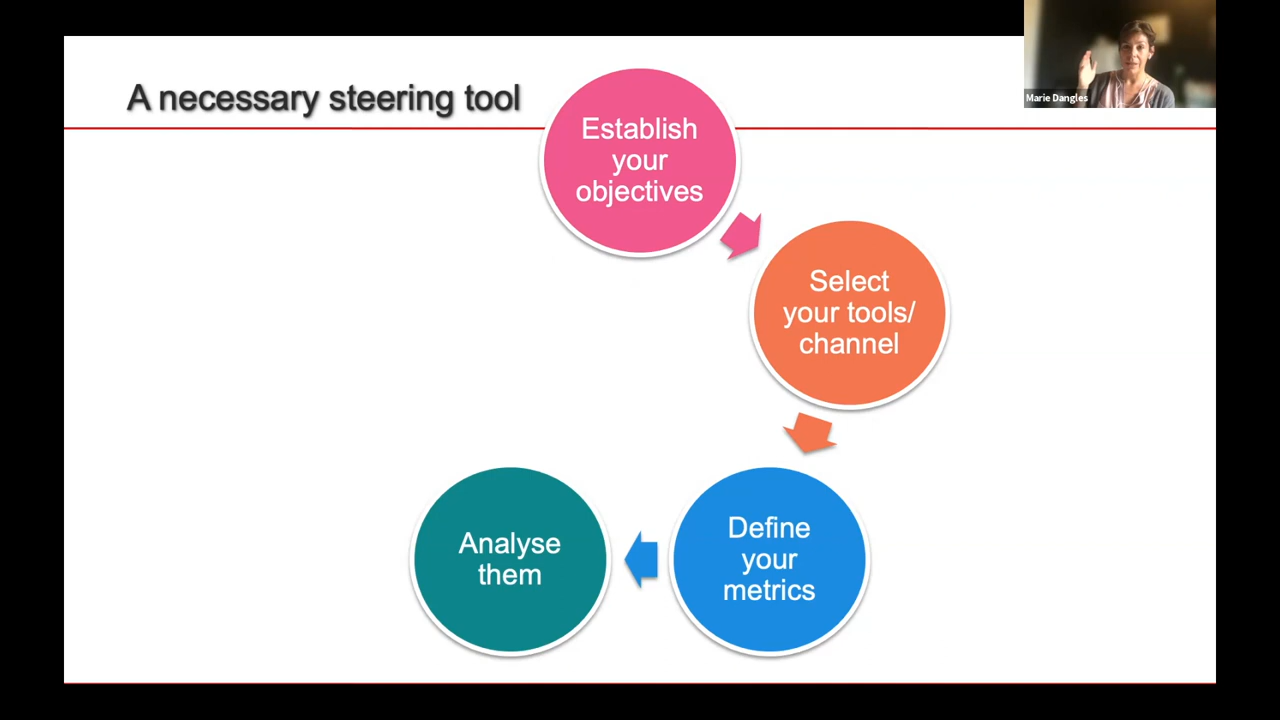 A necessary steering tool
Marie Dangles
Establish
your
objectives
Select
your tools/
channel
Define
your
metrics
Analyse
them